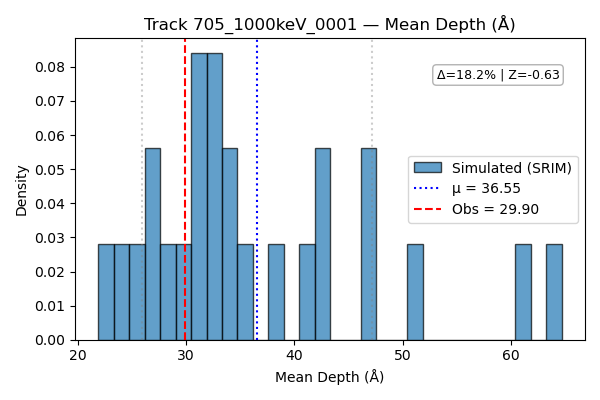 Track 705_1000keV_0001 — Mean Depth (Å)
Δ=18.2% | Z=-0.63
Simulated (SRIM)
μ = 36.55
Obs = 29.90
Density
0.08
0.07
0.06
0.05
0.04
0.03
0.02
0.01
0.00
20 30 40 50 60
Mean Depth (Å)